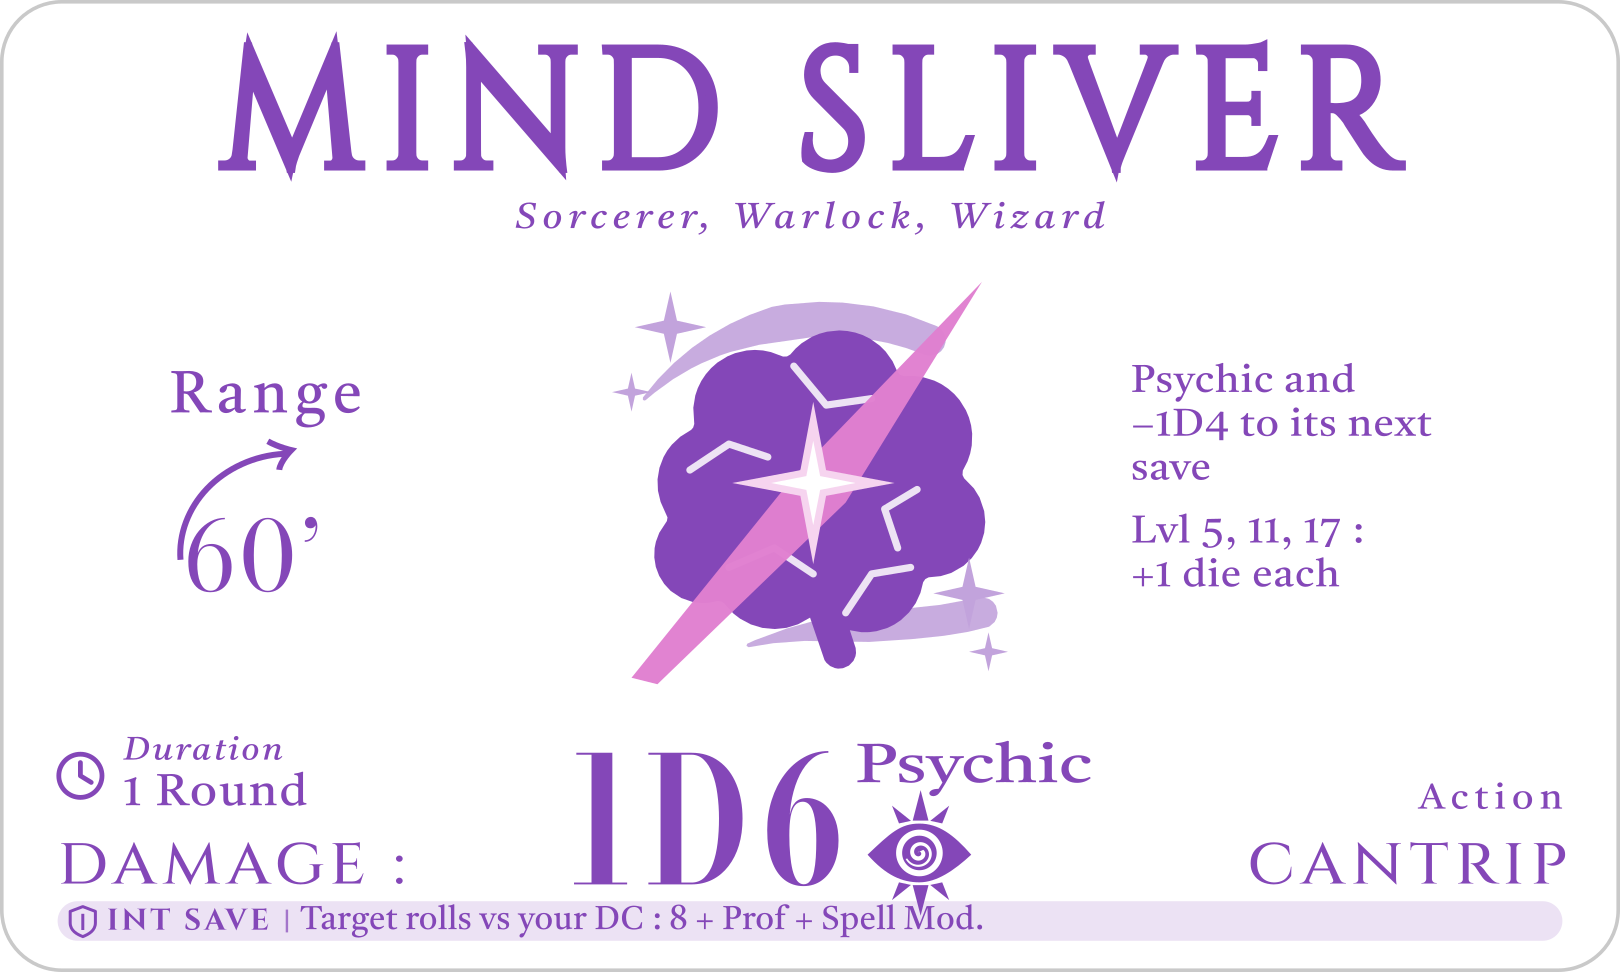 MIND SLIVER
Sorcerer, Warlock, Wizard
Range
60’
Psychic and
–1D4 to its next
save
Lvl 5, 11, 17 :
+1 die each
Duration
1 Round
DAMAGE :
1D6 Psychic
Action
CANTRIP
INT SAVE | Target rolls vs your DC : 8 + Prof + Spell Mod.